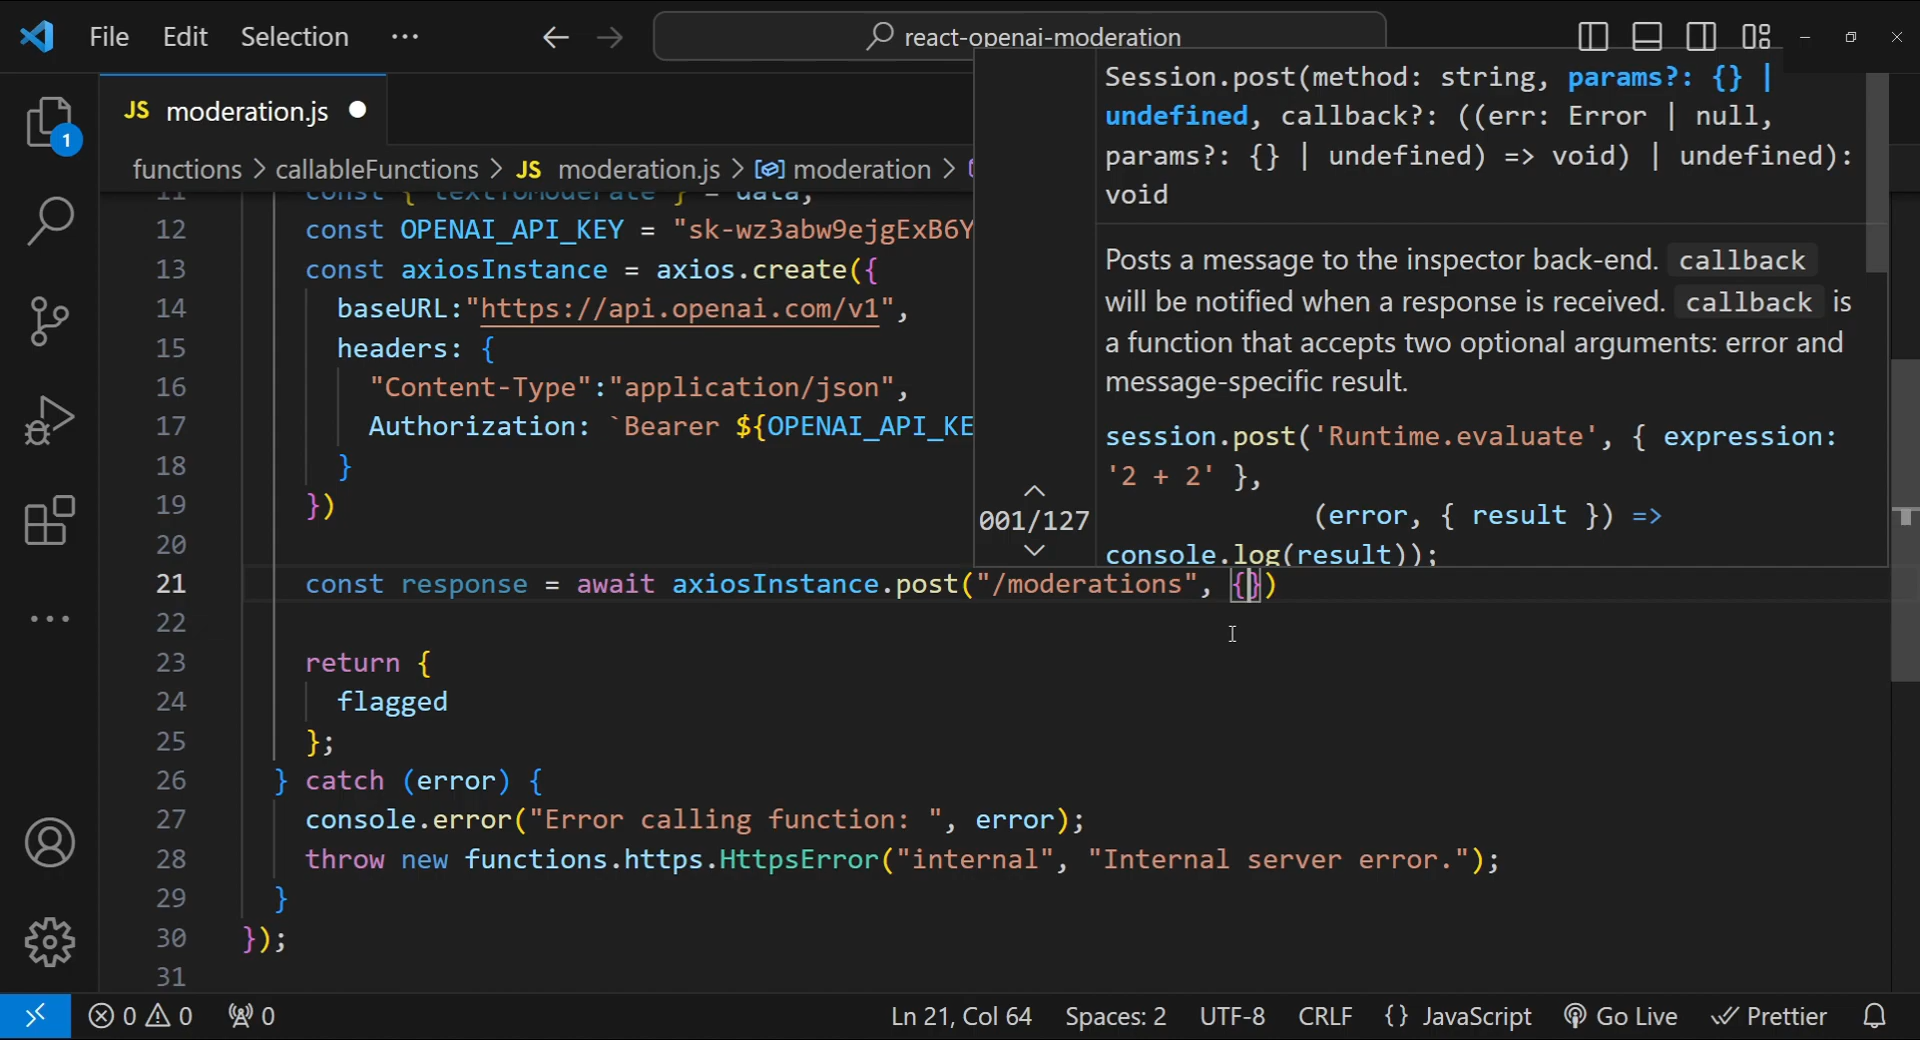 File Edit Selection ··· react-openai-moderation
JS moderation.js
1
functions > callableFunctions > JS moderation.js > moderation >
11 const { textToModerate } = data;
12 const OPENAI_API_KEY = "sk-wz3abw9ejgExB6Y
13 const axiosInstance = axios.create({
14 baseURL:"https://api.openai.com/v1",
15 headers: {
16 "Content-Type":"application/json",
17 Authorization: `Bearer ${OPENAI_API_KE
18 }
19 })
20
21 const response = await axiosInstance.post("/moderations", {})
22
23 return {
24 flagged
25 };
26 } catch (error) {
27 console.error("Error calling function: ", error);
28 throw new functions.https.HttpsError("internal", "Internal server error.");
29 }
30 });
31
Session.post(method: string, params?: {} |
undefined, callback?: ((err: Error | null,
params?: {} | undefined) => void) | undefined):
void
Posts a message to the inspector back-end. callback
will be notified when a response is received. callback is
a function that accepts two optional arguments: error and
message-specific result.
session.post('Runtime.evaluate', { expression:
'2 + 2' },
(error, { result }) =>
console.log(result));
001/127
0 0 0 Ln 21, Col 64 Spaces: 2 UTF-8 CRLF {} JavaScript Go Live Prettier